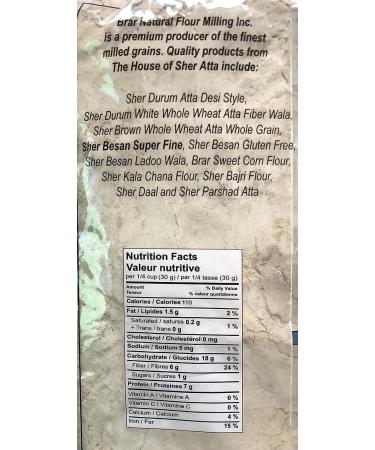 Brar Natural Flour Milling Inc.
is a premium producer of the finest
milled grains. Quality products from
The House of Sher Atta include:
Sher Durum Atta Desi Style,
Sher Durum White Whole Wheat Atta Fiber Wala,
Sher Brown Whole Wheat Atta Whole Grain,
Sher Besan Super Fine, Sher Besan Gluten Free,
Sher Besan Ladoo Wala, Brar Sweet Corn Flour,
Sher Kala Chana Flour, Sher Bajri Flour,
Sher Daal and Sher Parshad Atta
Nutrition Facts
Valeur nutritive
per 1/4 cup (30 g) / par 1/4 tasse (30 g)
Amount % Daily Value
Teneur % valeur quotidienne
Calories / Calories 110
Fat / Lipides 1.5 g 2 %
Saturated / saturés 0.2 g
+ Trans / trans 0 g 1 %
Cholesterol / Cholestérol 0 mg
Sodium / Sodium 5 mg 1 %
Carbohydrate / Glucides 18 g 6 %
Fiber / Fibres 6 g 24 %
Sugars / Sucres 1 g
Protein / Protéines 7 g
Vitamin A / Vitamine A 0 %
Vitamin C / Vitamine C 0 %
Calcium / Calcium 4 %
Iron / Fer 15 %